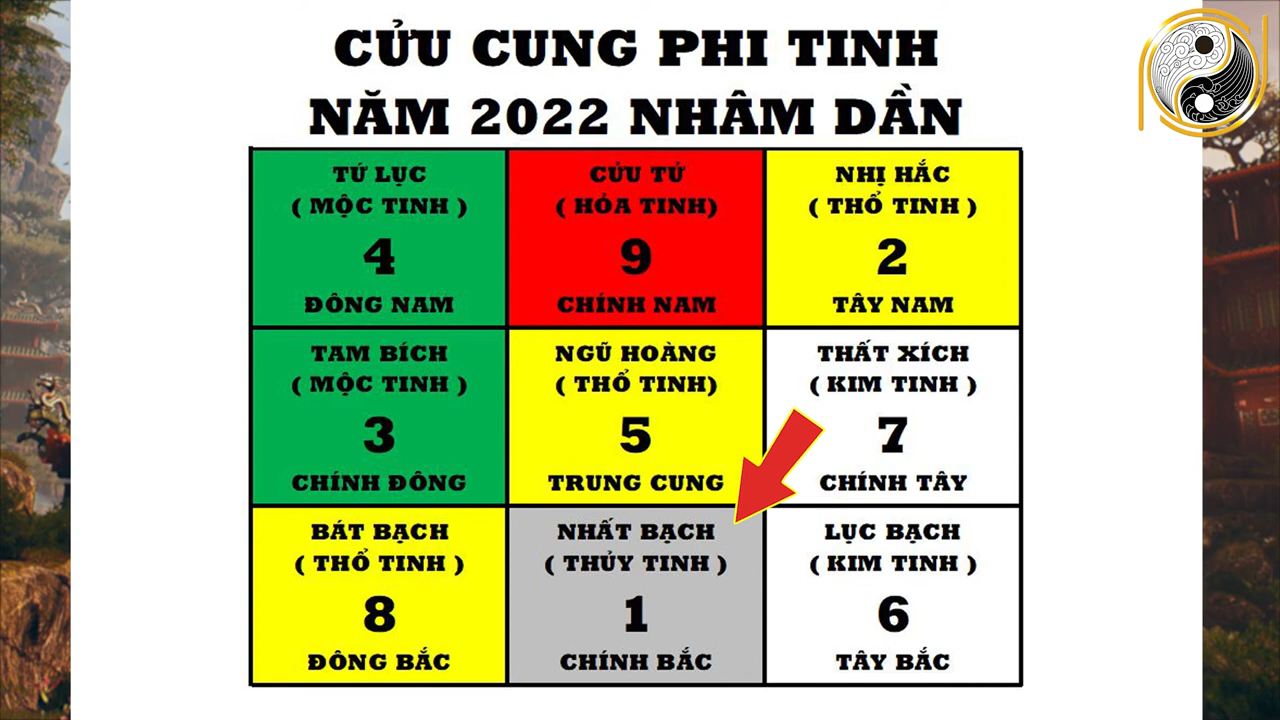 CỬU CUNG PHI TINH
NĂM 2022 NHÂM DẦN
TỨ LỤC
( MỘC TINH )
4
ĐÔNG NAM
CỬU TỬ
( HỎA TINH)
9
CHÍNH NAM
NHỊ HẮC
( THỔ TINH )
2
TÂY NAM
TAM BÍCH
( MỘC TINH )
3
CHÍNH ĐÔNG
NGŨ HOÀNG
( THỔ TINH)
5
TRUNG CUNG
THẤT XÍCH
( KIM TINH )
7
CHÍNH TÂY
BÁT BẠCH
( THỔ TINH )
8
ĐÔNG BẮC
NHẤT BẠCH
( THỦY TINH )
1
CHÍNH BẮC
LỤC BẠCH
( KIM TINH )
6
TÂY BẮC